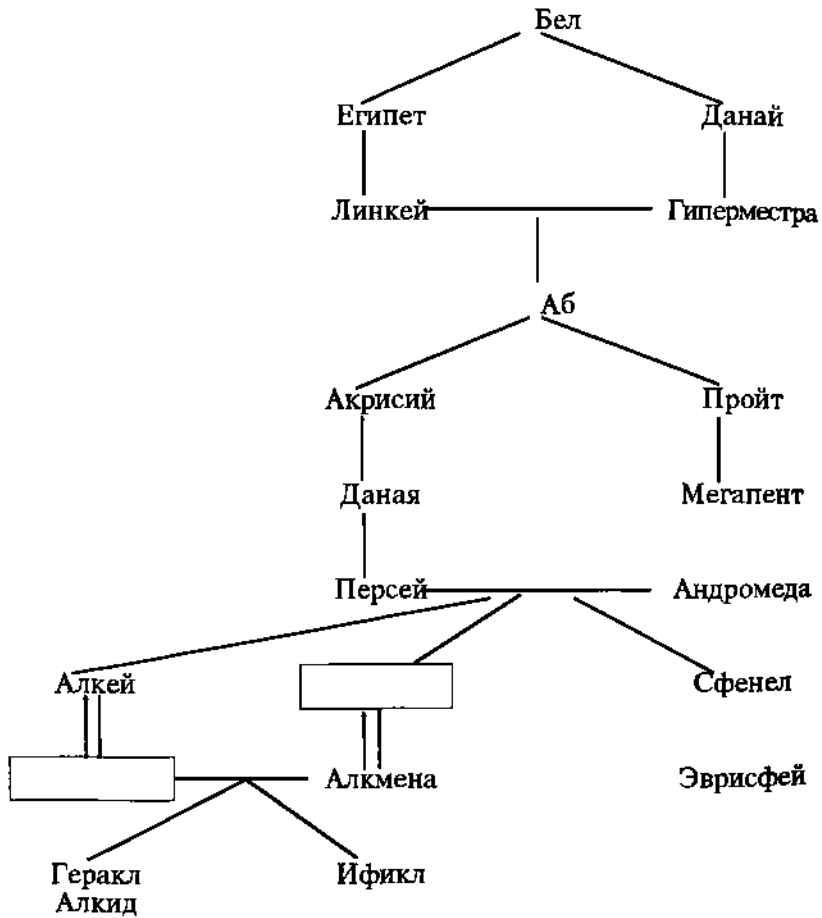 Бел
Египет Данай
Линкей Гиперместра
Аб
Акрисий Пройт
Даная Мегапент
Персей Андромеда
Алкей Сфенел
Алкмена Эврисфей
Геракл Ификл
Алкид